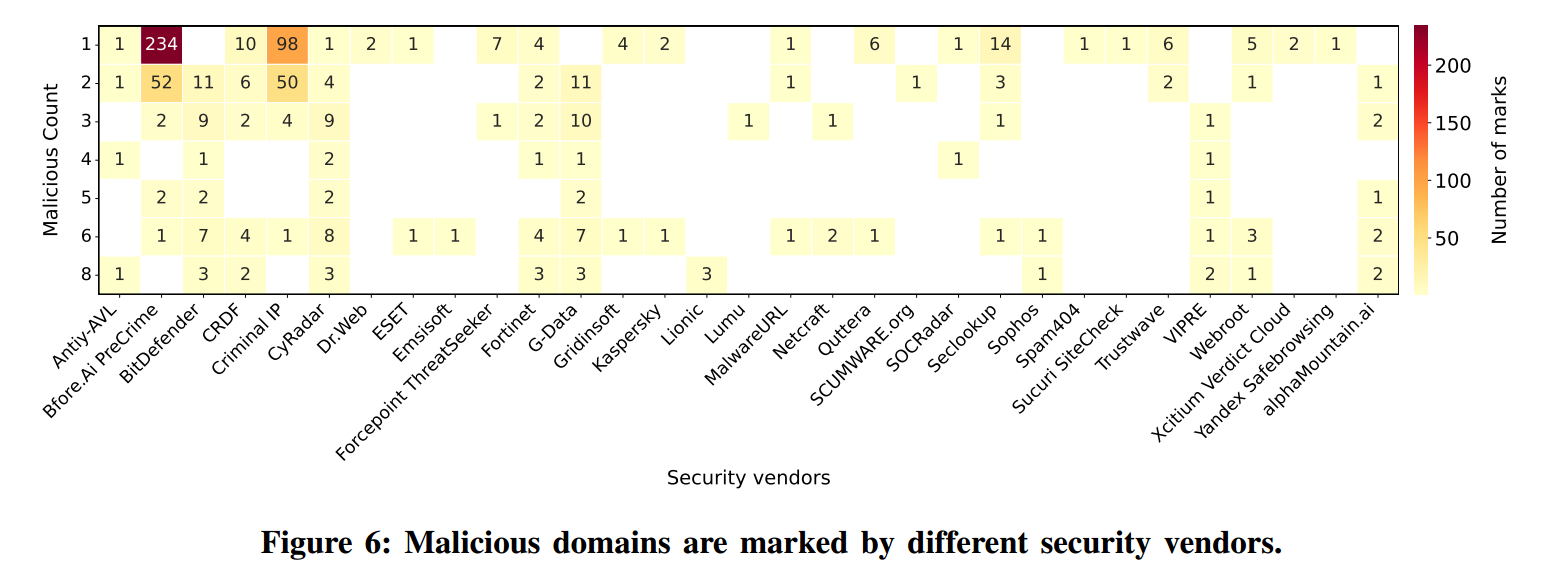 1 1 234 10 98 1 2 1 7 4 4 2 1 6 1 14 1 1 6 5 2 1
2 1 52 11 6 50 4 2 11 1 1 3 2 1 1
3 2 9 2 4 9 1 2 10 1 1 1 1 2
4 1 1 2 1 1 1 1
5 2 2 2 2 1 1
6 1 7 4 1 8 1 1 4 7 1 1 1 2 1 1 1 1 3 2
8 1 3 2 3 3 3 3 1 2 1 2
Malicious Count
Antiy-AVL
Bfore.Ai PreCrime
BitDefender
CRDF
Criminal IP
CyRadar
Dr.Web
ESET
Emsisoft
Forcepoint ThreatSeeker
Fortinet
G-Data
Gridinsoft
Kaspersky
Lionic
Lumu
MalwareURL
Netcraft
Quttera
SCUMWARE.org
SOCRadar
Seclookup
Sophos
Spam404
Sucuri SiteCheck
Trustwave
VIPRE
Webroot
Xcitium Verdict Cloud
Yandex Safebrowsing
alphaMountain.ai
Security vendors
200
150
100
50
Number of marks
Figure 6: Malicious domains are marked by different security vendors.